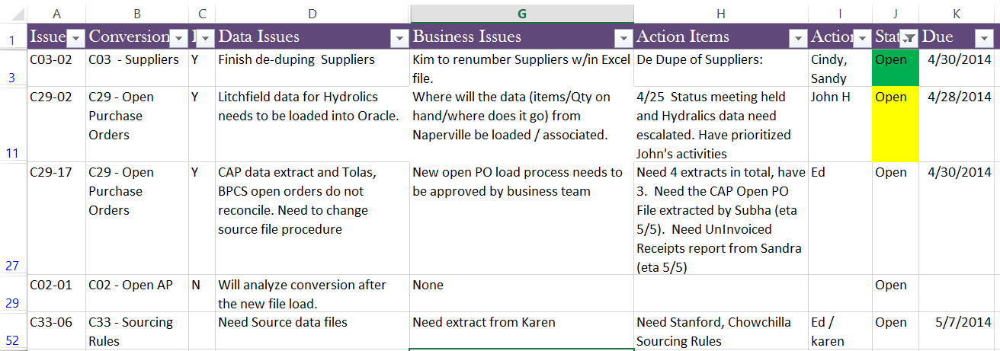 A B C D G H I J K
1 Issue Conversion I Data Issues Business Issues Action Items Action Stat Due
3 C03-02 C03  - Suppliers Y Finish de-duping  Suppliers Kim to renumber Suppliers w/in Excel De Dupe of Suppliers: Cindy, Open 4/30/2014
file. Sandy
11 C29-02 C29 - Open Y Litchfield data for Hydrolics Where will the data (items/Qty on 4/25  Status meeting held John H Open 4/28/2014
Purchase needs to be loaded into Oracle. hand/where does it go) from and Hydralics data need
Orders Naperville be loaded / associated. escalated. Have prioritized
John's activities
27 C29-17 C29 - Open Y CAP data extract and Tolas, New open PO load process needs to Need 4 extracts in total, have Ed Open 4/30/2014
Purchase BPCS open orders do not be approved by business team 3.  Need the CAP Open PO
Orders reconcile. Need to change File extracted by Subha (eta
source file procedure 5/5).  Need UnInvoiced
Receipts report from Sandra
(eta 5/5)
29 C02-01 C02 - Open AP N Will analyze conversion after None Open
the new file load.
52 C33-06 C33 - Sourcing Need Source data files Need extract from Karen Need Stanford, Chowchilla Ed / Open 5/7/2014
Rules Sourcing Rules karen